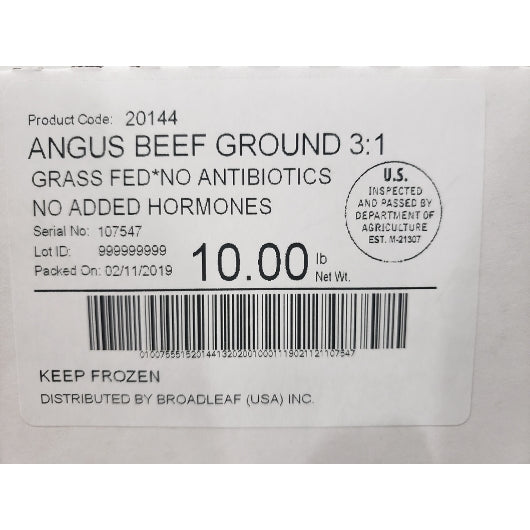 Product Code: 20144
ANGUS BEEF GROUND 3:1
GRASS FED*NO ANTIBIOTICS
NO ADDED HORMONES
U.S.
INSPECTED
AND PASSED BY
DEPARTMENT OF
AGRICULTURE
EST. M-21307
Serial No: 107547
Lot ID: 999999999
Packed On: 02/11/2019
10.00 lb
Net Wt.
KEEP FROZEN
DISTRIBUTED BY BROADLEAF (USA) INC.